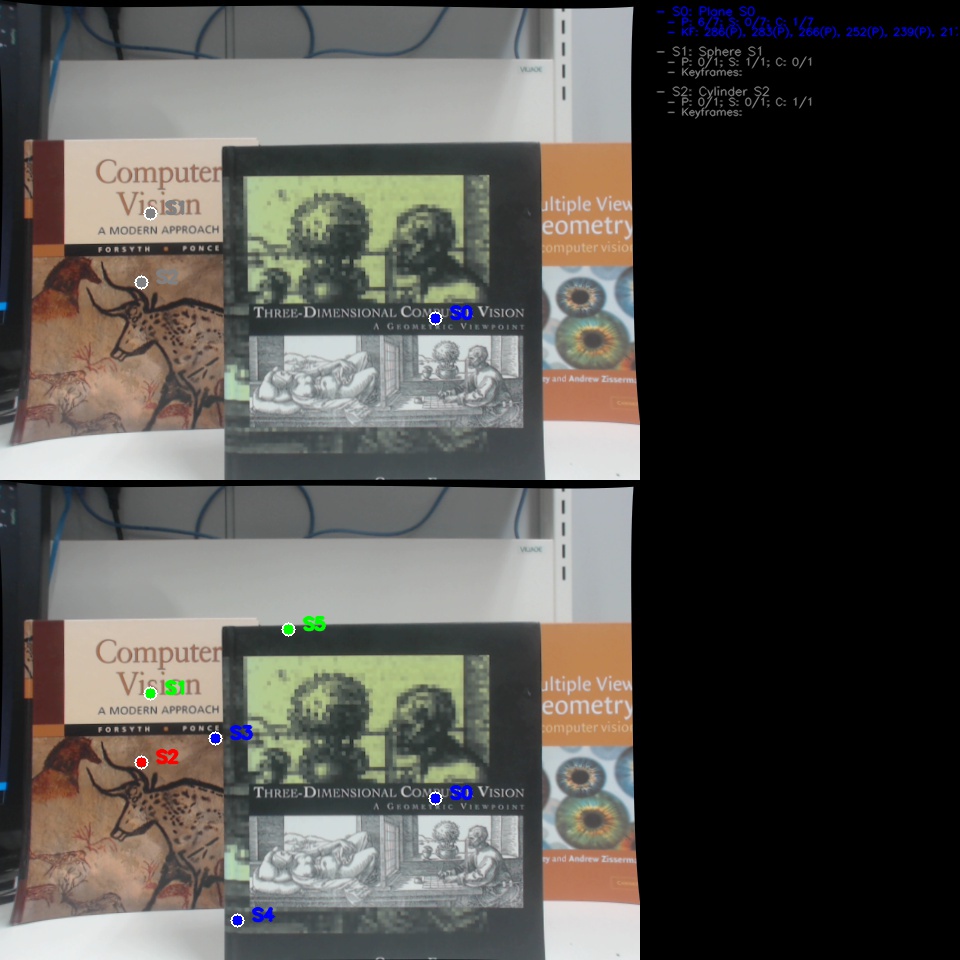 - S0: Plane S0
- P: 6/7; S: 0/7; C: 1/7
- KF: 286(P), 283(P), 266(P), 252(P), 239(P), 217
- S1: Sphere S1
- P: 0/1; S: 1/1; C: 0/1
- Keyframes:
- S2: Cylinder S2
- P: 0/1; S: 0/1; C: 1/1
- Keyframes:
Computer
Vision
A MODERN APPROACH
FORSYTH PONCE
S1
S2
THREE-DIMENSIONAL COMPUTER VISION
A GEOMETRIC VIEWPOINT
S0
ultiple View
eometry
computer vision
ey and Andrew Zisserm
S5
Computer
Vision
S1
A MODERN APPROACH
FORSYTH PONCE
S3
S2
THREE-DIMENSIONAL COMPUTER VISION
A GEOMETRIC VIEWPOINT
S0
S4
ultiple View
eometry
computer vision
ey and Andrew Zisserm